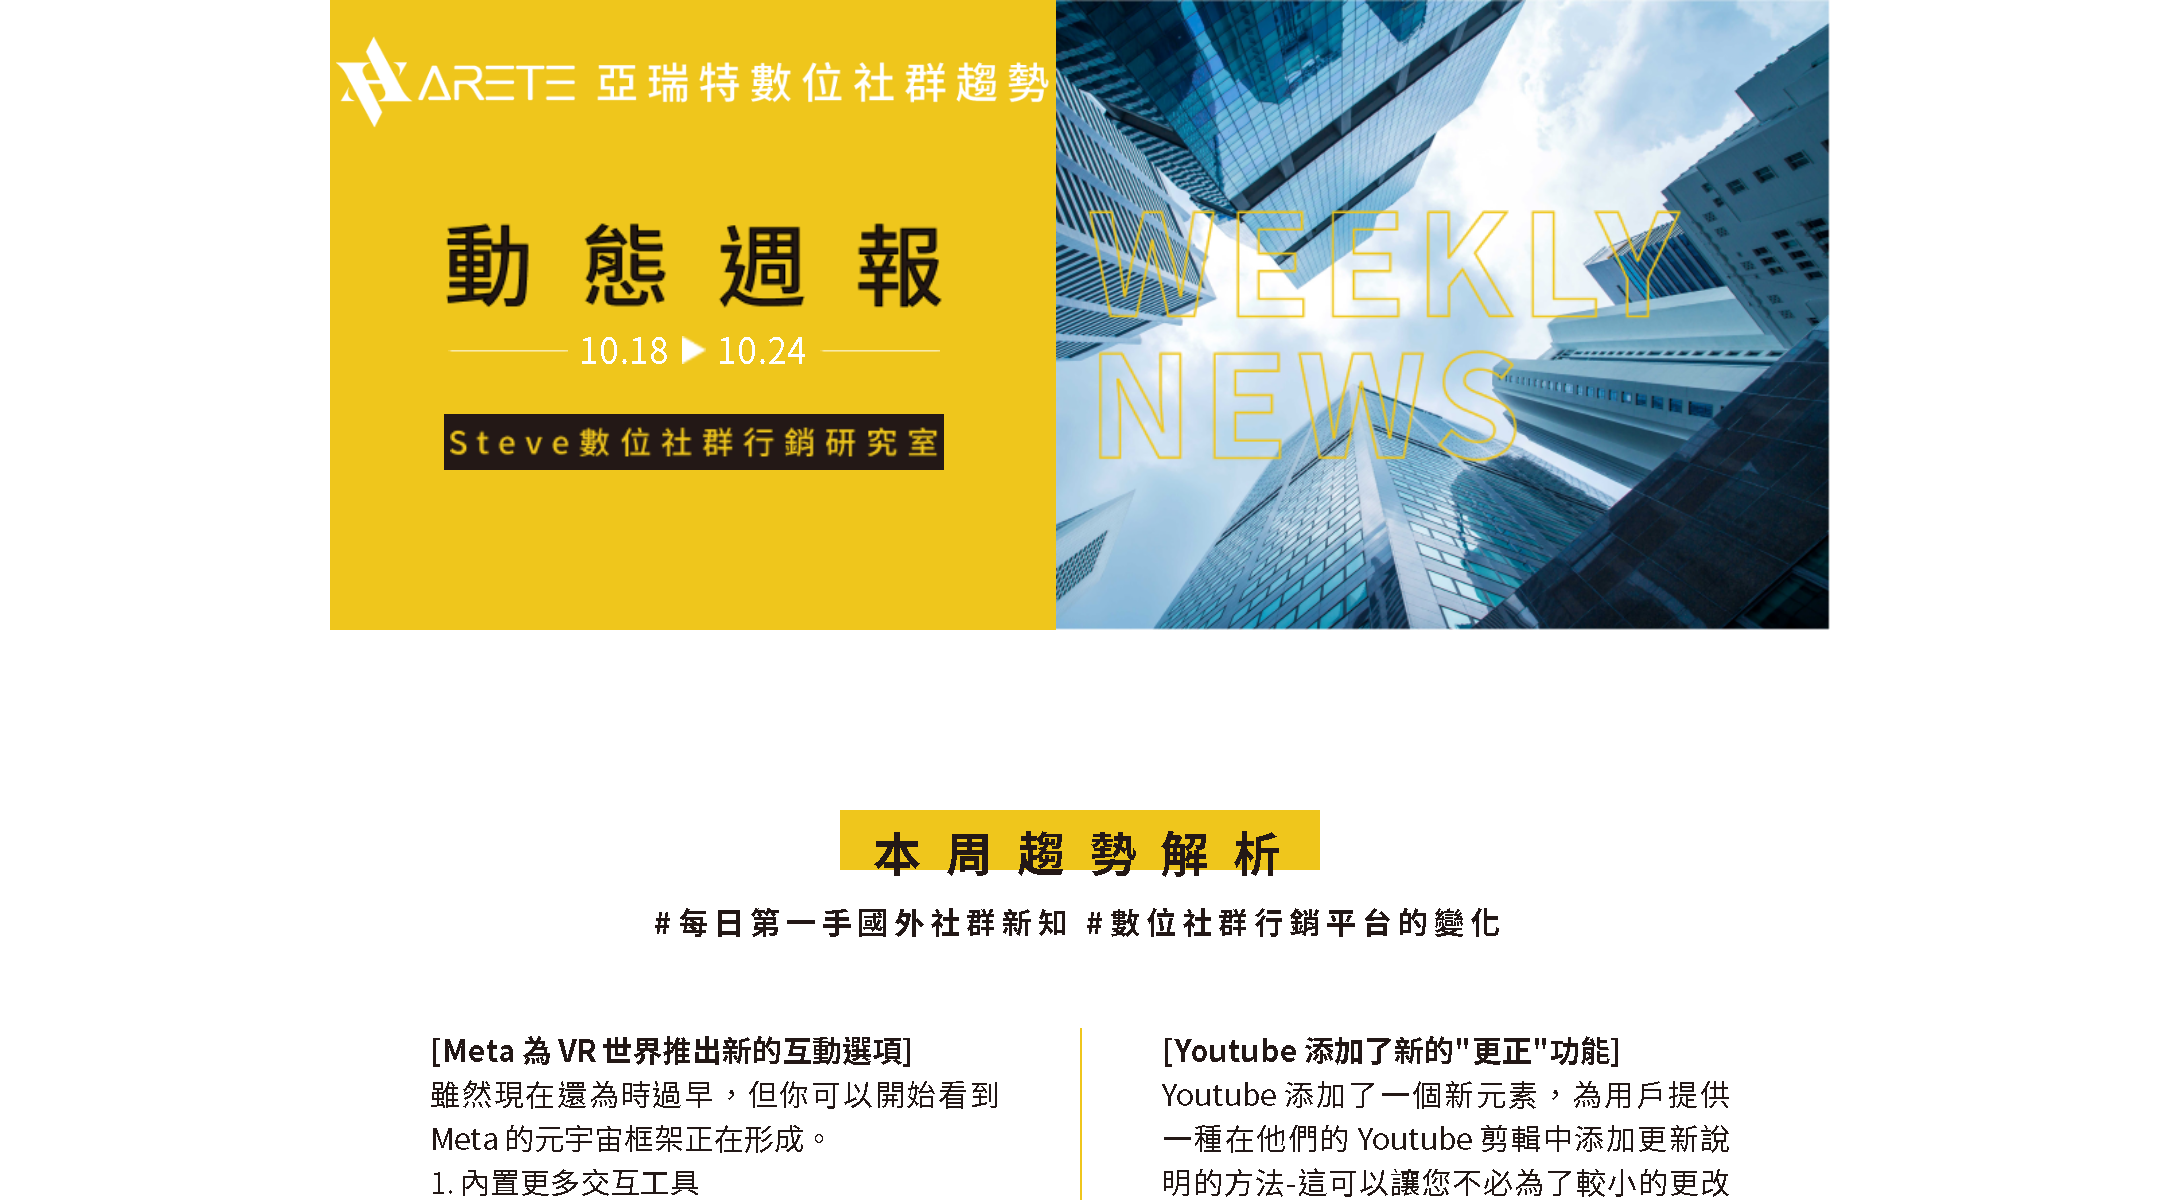 ARETE 亞瑞特數位社群趨勢
動態週報
10.18 ▶ 10.24
Steve數位社群行銷研究室
WEEKLY
NEWS
本周趨勢解析
#每日第一手國外社群新知 #數位社群行銷平台的變化
[Meta 為 VR 世界推出新的互動選項]
雖然現在還為時過早，但你可以開始看到
Meta 的元宇宙框架正在形成。
1. 內置更多交互工具
[Youtube 添加了新的"更正"功能]
Youtube 添加了一個新元素，為用戶提供
一種在他們的 Youtube 剪輯中添加更新說
明的方法-這可以讓您不必為了較小的更改